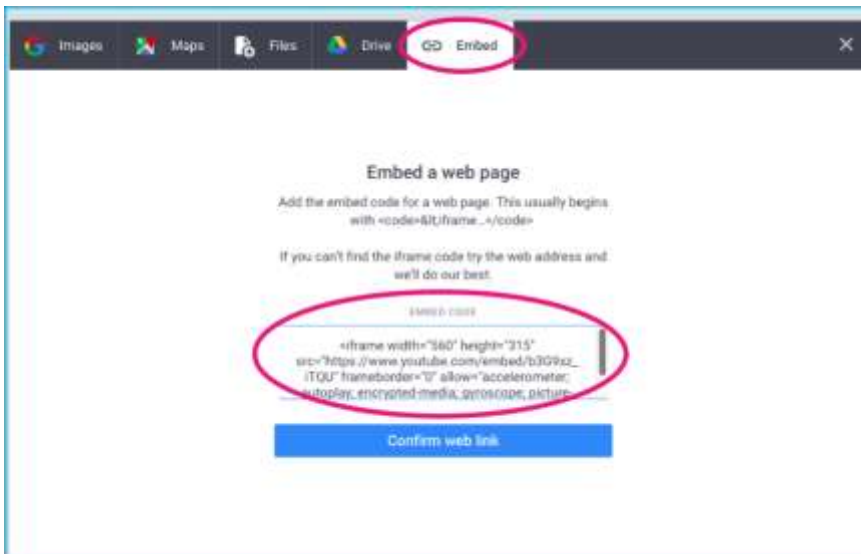 Images Maps Files Drive Embed
Embed a web page
Add the embed code for a web page. This usually begins
with <code>&lt;iframe...</code>
If you can't find the iframe code try the web address and
we'll do our best.
EMBED CODE
<iframe width="560" height="315"
src="https://www.youtube.com/embed/b3G9xz_
iTQU" frameborder="0" allow="accelerometer;
autoplay; encrypted-media; gyroscope; picture-
Confirm web link